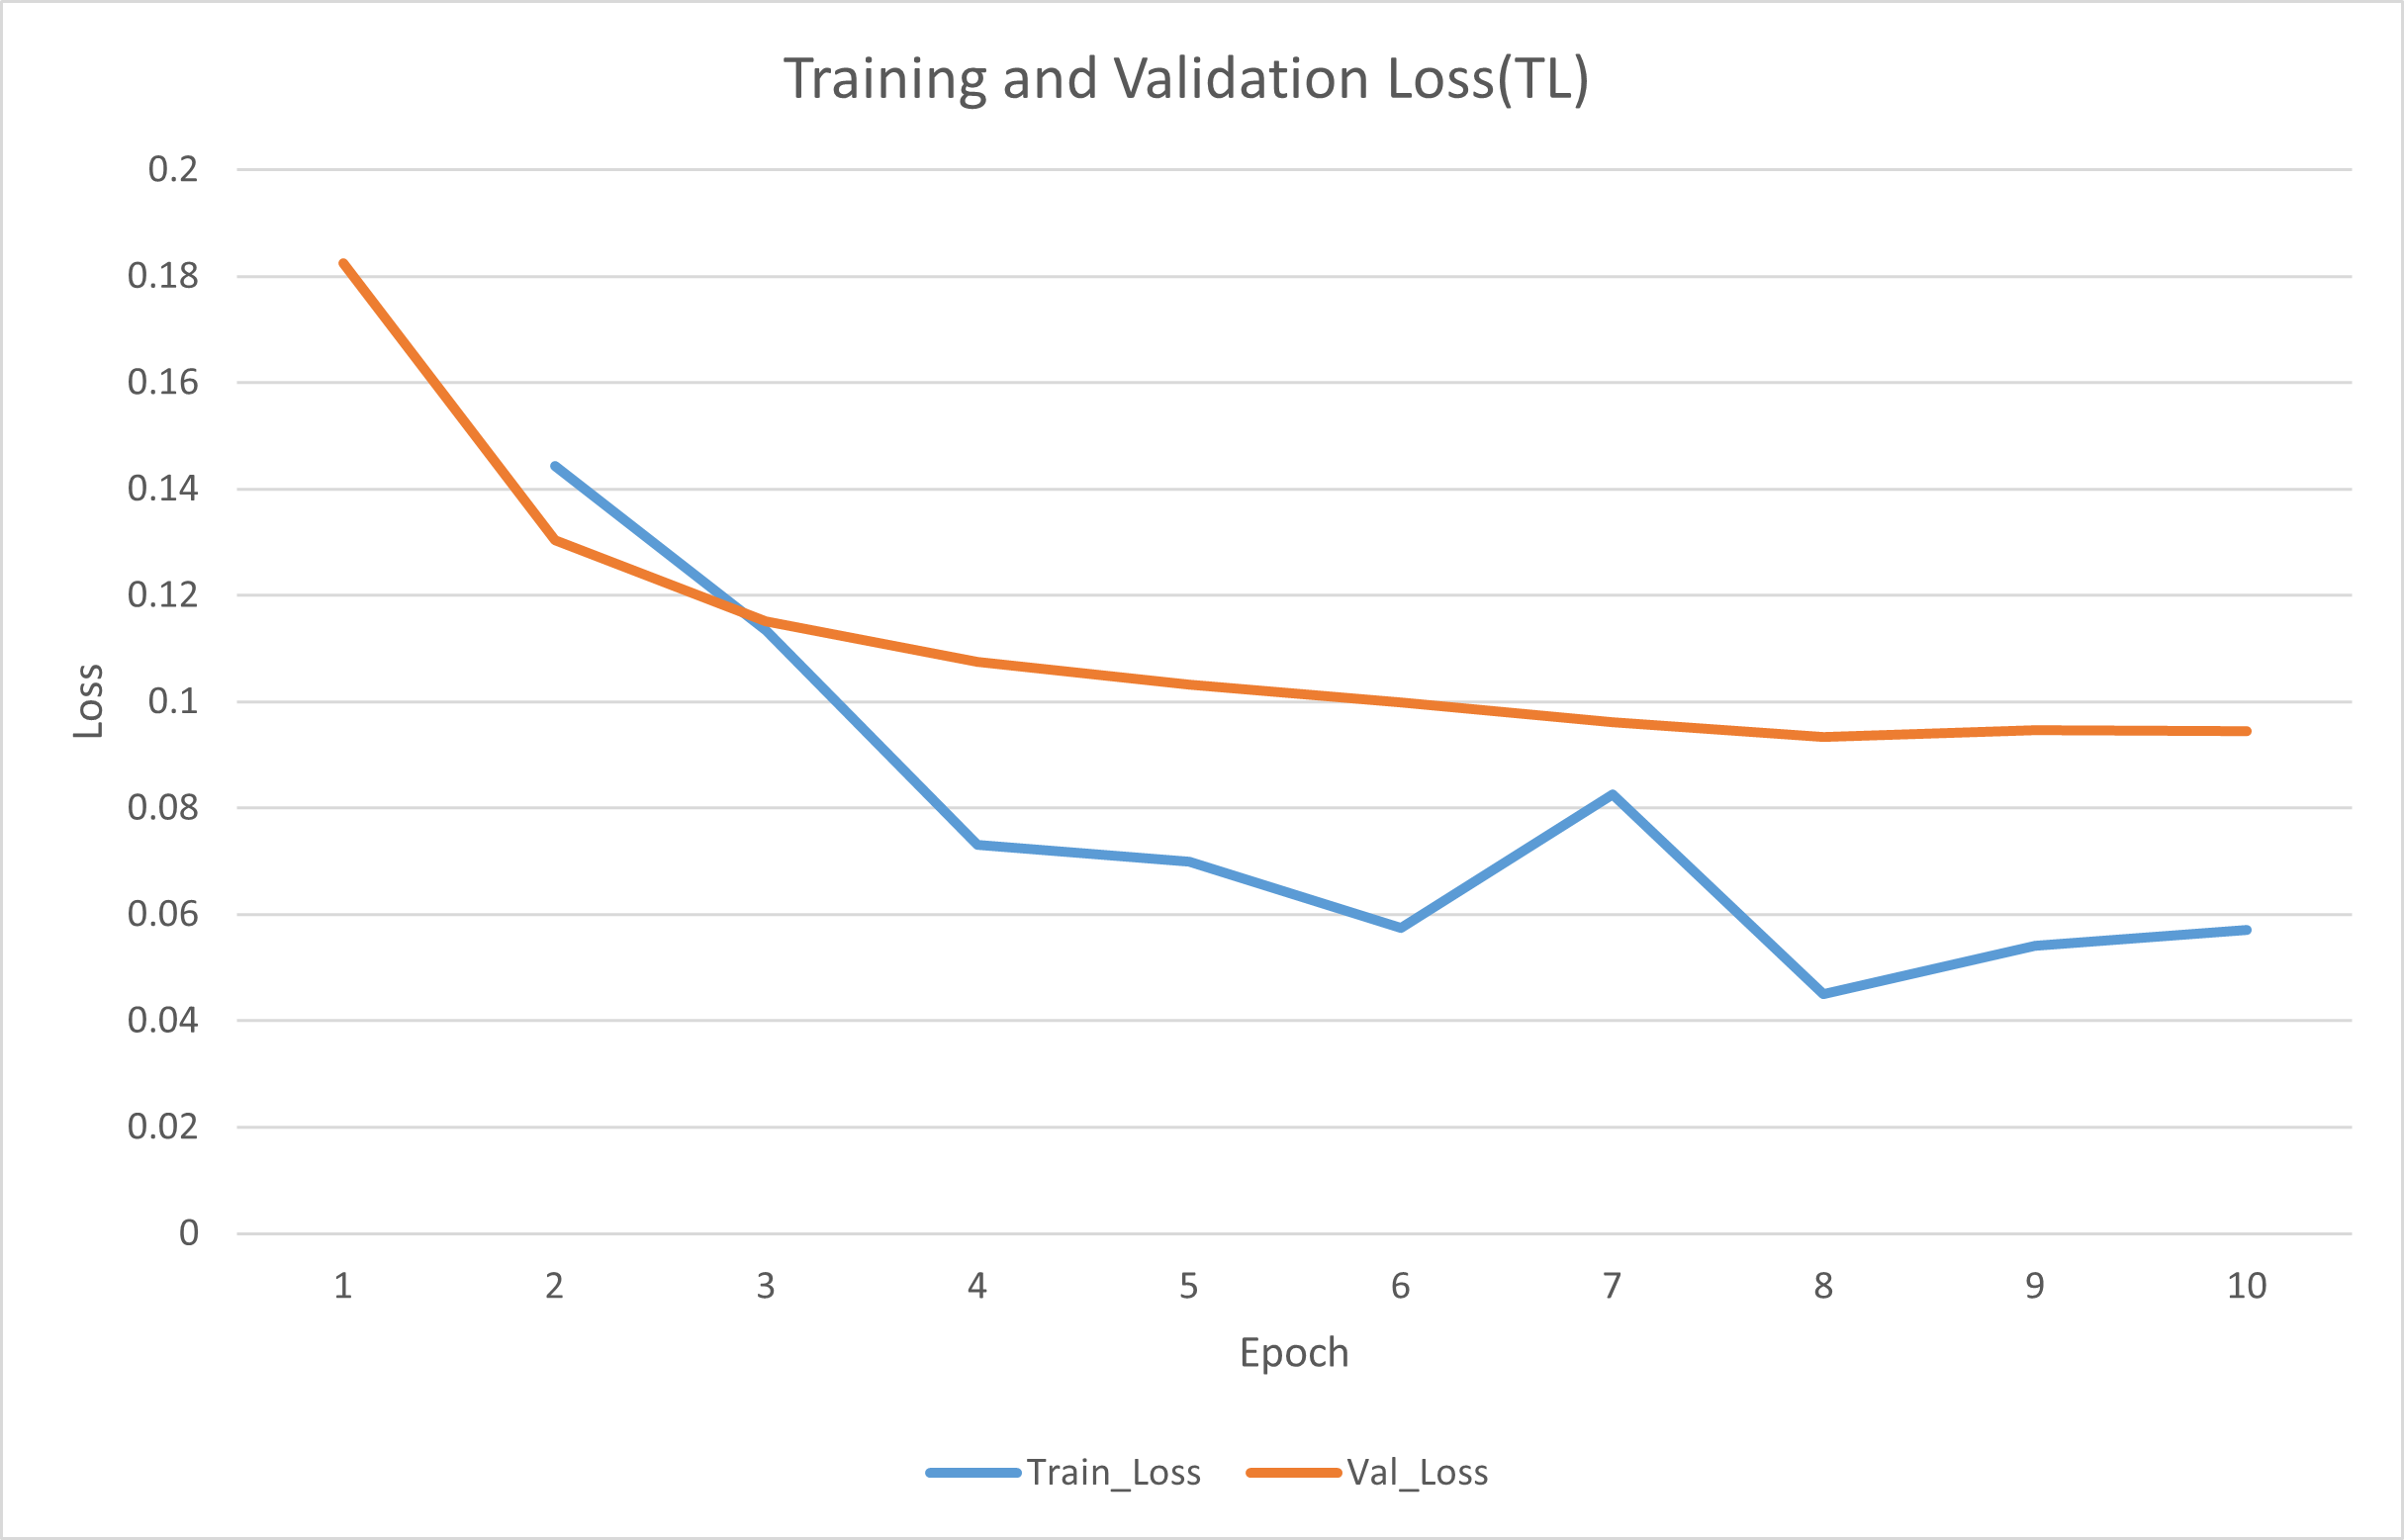 Training and Validation Loss(TL)
0.2
0.18
0.16
0.14
0.12
0.1
0.08
0.06
0.04
0.02
0
Loss
1 2 3 4 5 6 7 8 9 10
Epoch
Train_Loss Val_Loss